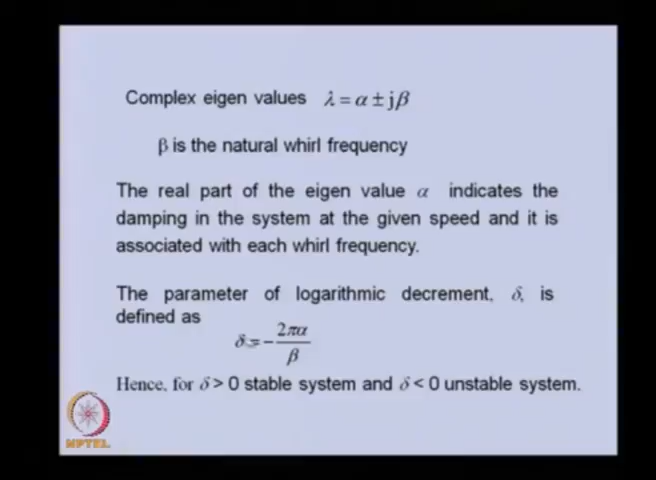 Complex eigen values λ = α ± jβ
β is the natural whirl frequency
The real part of the eigen value α indicates the
damping in the system at the given speed and it is
associated with each whirl frequency.
The parameter of logarithmic decrement, δ, is
defined as
δ = − 2πα / β
Hence, for δ > 0 stable system and δ < 0 unstable system.
NPTEL